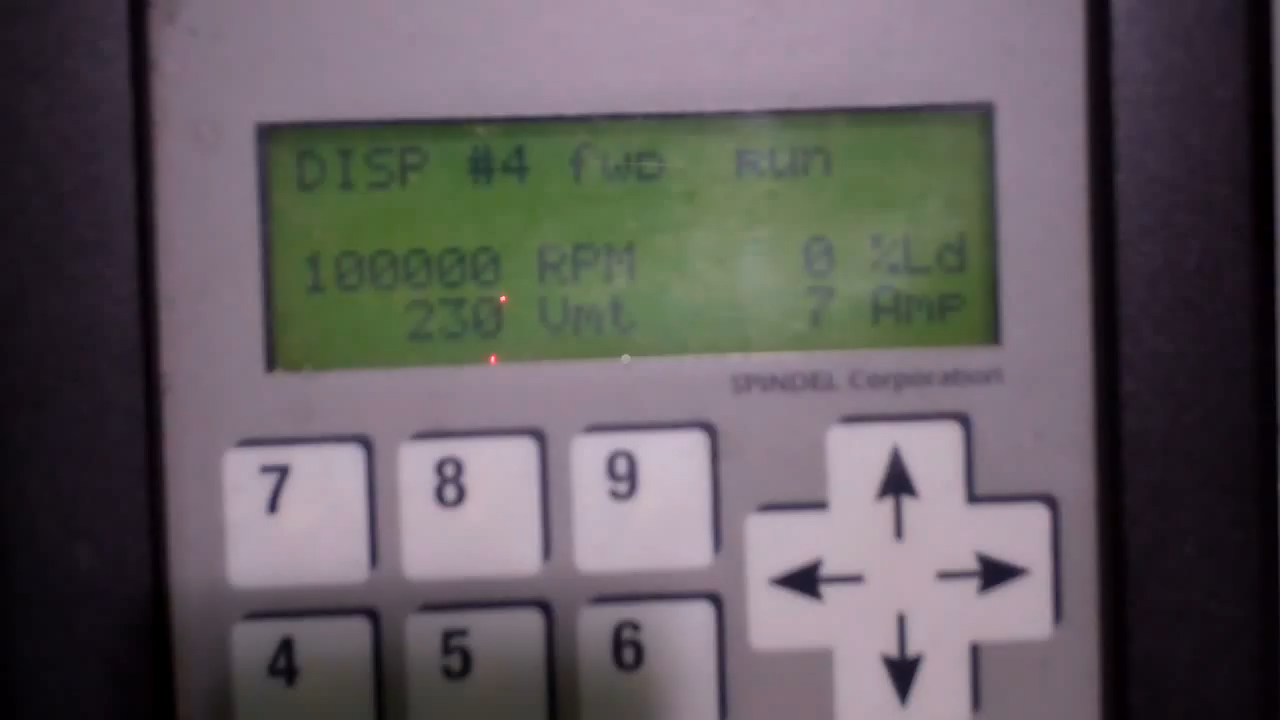 DISP #4 fwd Run
100000 RPM 0 %Ld
230 Vmt 7 Amp
SPINDEL Corporation
7 8 9
4 5 6